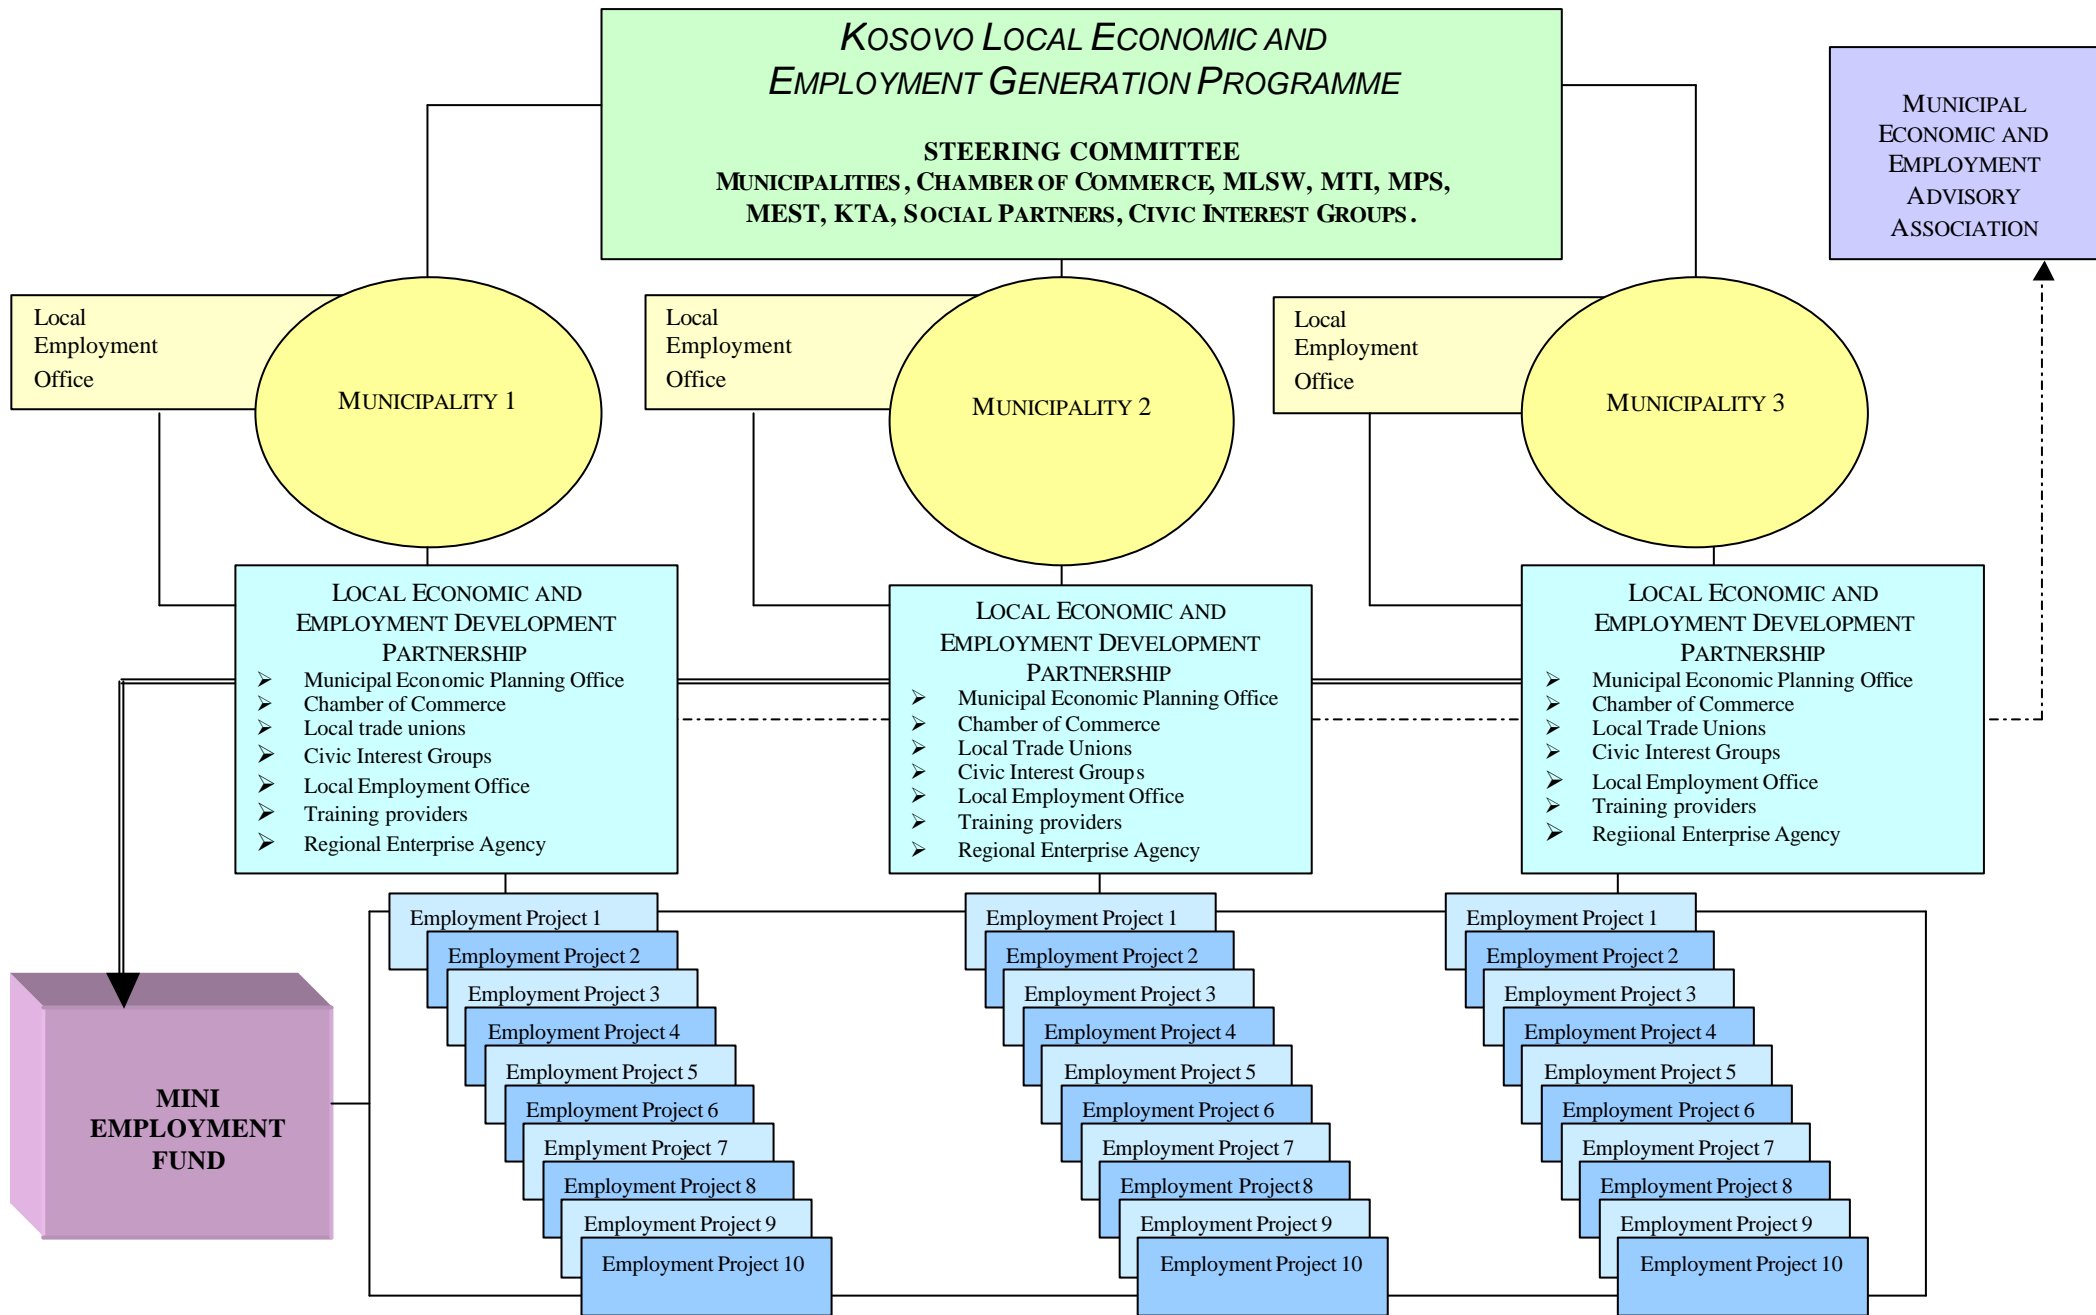 KOSOVO LOCAL ECONOMIC AND
EMPLOYMENT GENERATION PROGRAMME
STEERING COMMITTEE
MUNICIPALITIES, CHAMBER OF COMMERCE, MLSW, MTI, MPS,
MEST, KTA, SOCIAL PARTNERS, CIVIC INTEREST GROUPS.
MUNICIPAL
ECONOMIC AND
EMPLOYMENT
ADVISORY
ASSOCIATION
Local
Employment
Office
MUNICIPALITY 1
Local
Employment
Office
MUNICIPALITY 2
Local
Employment
Office
MUNICIPALITY 3
LOCAL ECONOMIC AND
EMPLOYMENT DEVELOPMENT
PARTNERSHIP
➢ Municipal Economic Planning Office
➢ Chamber of Commerce
➢ Local trade unions
➢ Civic Interest Groups
➢ Local Employment Office
➢ Training providers
➢ Regional Enterprise Agency
LOCAL ECONOMIC AND
EMPLOYMENT DEVELOPMENT
PARTNERSHIP
➢ Municipal Economic Planning Office
➢ Chamber of Commerce
➢ Local Trade Unions
➢ Civic Interest Groups
➢ Local Employment Office
➢ Training providers
➢ Regional Enterprise Agency
LOCAL ECONOMIC AND
EMPLOYMENT DEVELOPMENT
PARTNERSHIP
➢ Municipal Economic Planning Office
➢ Chamber of Commerce
➢ Local Trade Unions
➢ Civic Interest Groups
➢ Local Employment Office
➢ Training providers
➢ Regiional Enterprise Agency
MINI
EMPLOYMENT
FUND
Employment Project 1
Employment Project 2
Employment Project 3
Employment Project 4
Employment Project 5
Employment Project 6
Emplyment Project 7
Employment Project 8
Employment Project 9
Employment Project 10
Employment Project 1
Employment Project 2
Employment Project 3
Employment Project 4
Employment Project 5
Employment Project 6
Employment Project 7
Employment Project 8
Employment Project 9
Employment Project 10
Employment Project 1
Employment Project 2
Employment Project 3
Employment Project 4
Employment Project 5
Employment Project 6
Employment Project 7
Employment Project 8
Employment Project 9
Employment Project 10